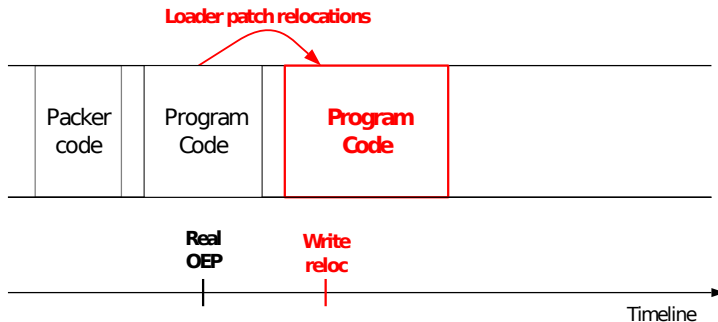 Loader patch relocations
Packer
code
Program
Code
Program
Code
Real
OEP
Write
reloc
Timeline